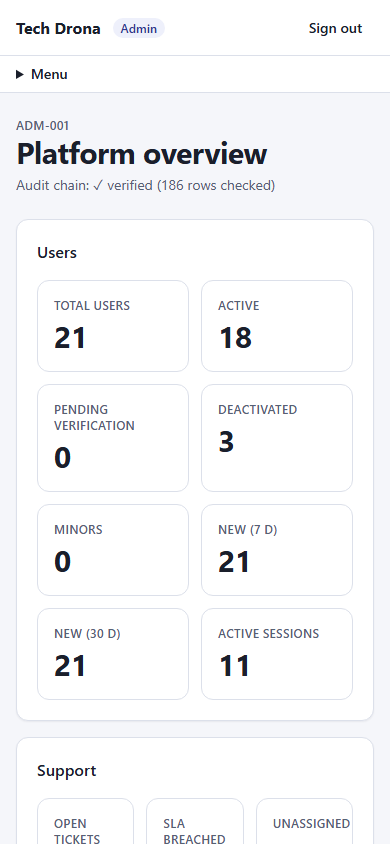 Tech Drona Admin Sign out
▶ Menu
ADM-001
Platform overview
Audit chain: ✓ verified (186 rows checked)
Users
TOTAL USERS
21
ACTIVE
18
PENDING
VERIFICATION
0
DEACTIVATED
3
MINORS
0
NEW (7 D)
21
NEW (30 D)
21
ACTIVE SESSIONS
11
Support
OPEN
TICKETS
SLA
BREACHED
UNASSIGNED